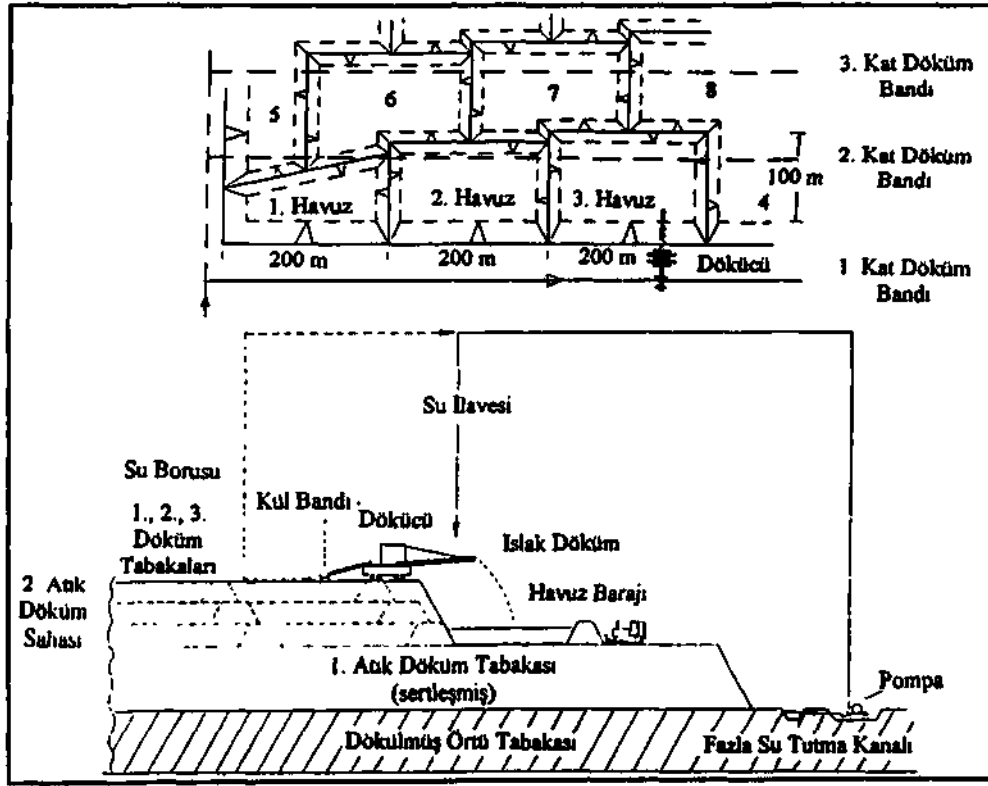 3. Kat Döküm
Bandı
5
6
7
8
2. Kat Döküm
Bandı
100 m
1. Havuz
2. Havuz
3. Havuz
4
200 m
200 m
200 m
Dökücü
1 Kat Döküm
Bandı
Su İlavesi
Su Borusu
1., 2., 3.
Döküm
Tabakaları
Kül Bandı
Dökücü
Islak Döküm
Havuz Barajı
2 Atık
Döküm
Sahası
1. Atık Döküm Tabakası
(sertleşmiş)
Pompa
Dökülmüş Örtü Tabakası
Fazla Su Tutma Kanalı